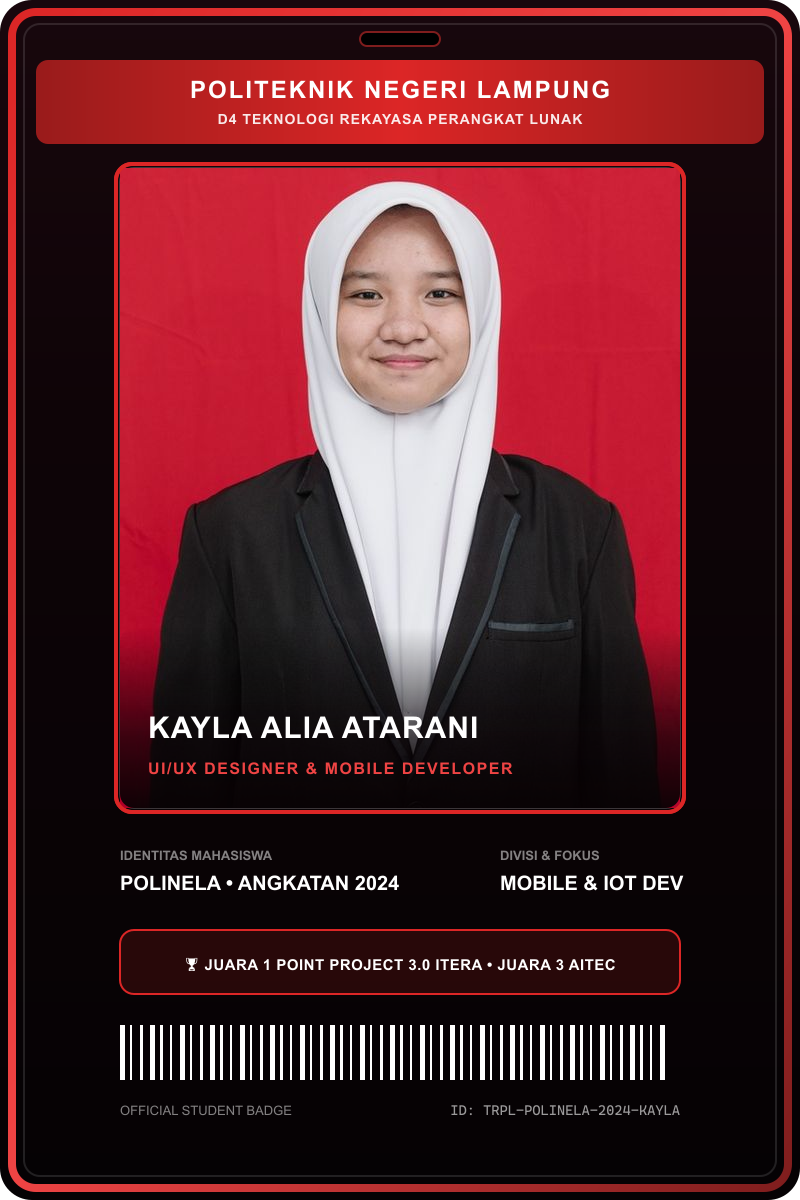 POLITEKNIK NEGERI LAMPUNG
D4 TEKNOLOGI REKAYASA PERANGKAT LUNAK
KAYLA ALIA ATARANI
UI/UX DESIGNER & MOBILE DEVELOPER
IDENTITAS MAHASISWA
POLINELA • ANGKATAN 2024
DIVISI & FOKUS
MOBILE & IOT DEV
🏆 JUARA 1 POINT PROJECT 3.0 ITERA • JUARA 3 AITEC
OFFICIAL STUDENT BADGE
ID: TRPL-POLINELA-2024-KAYLA